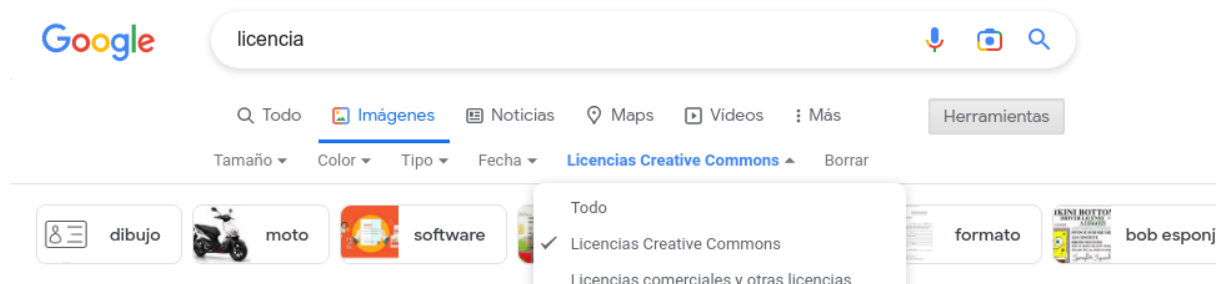 Google
licencia
Todo Imágenes Noticias Maps Vídeos Más Herramientas
Tamaño Color Tipo Fecha Licencias Creative Commons Borrar
Todo
dibujo moto software formato bob esponj
Licencias Creative Commons
Licencias comerciales y otras licencias